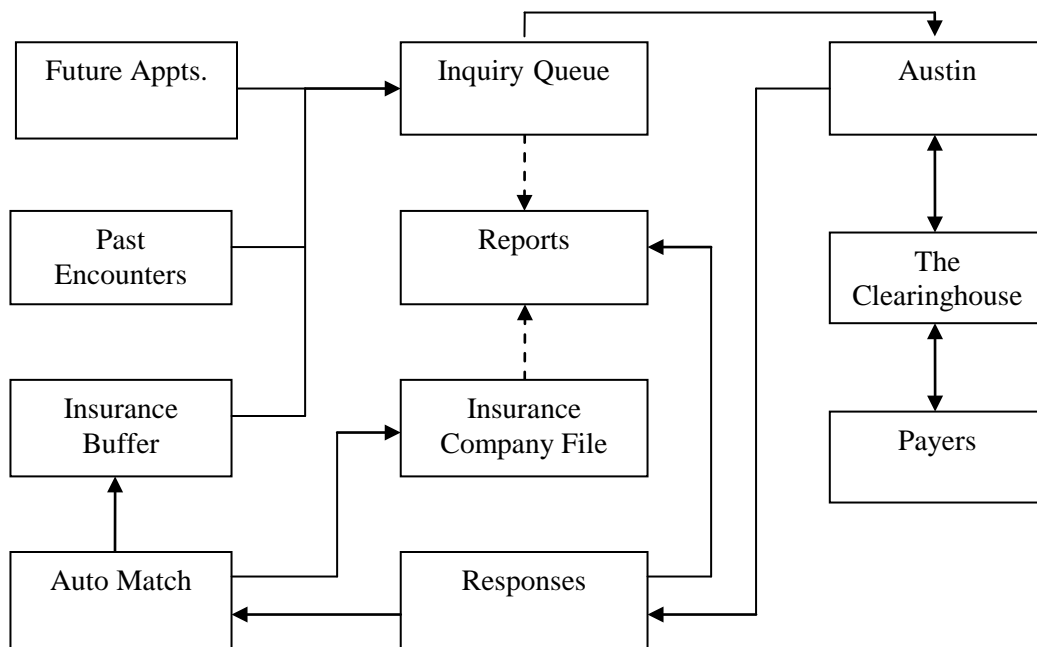 Future Appts.
Inquiry Queue
Austin
Past
Encounters
Reports
The
Clearinghouse
Insurance
Buffer
Insurance
Company File
Payers
Auto Match
Responses